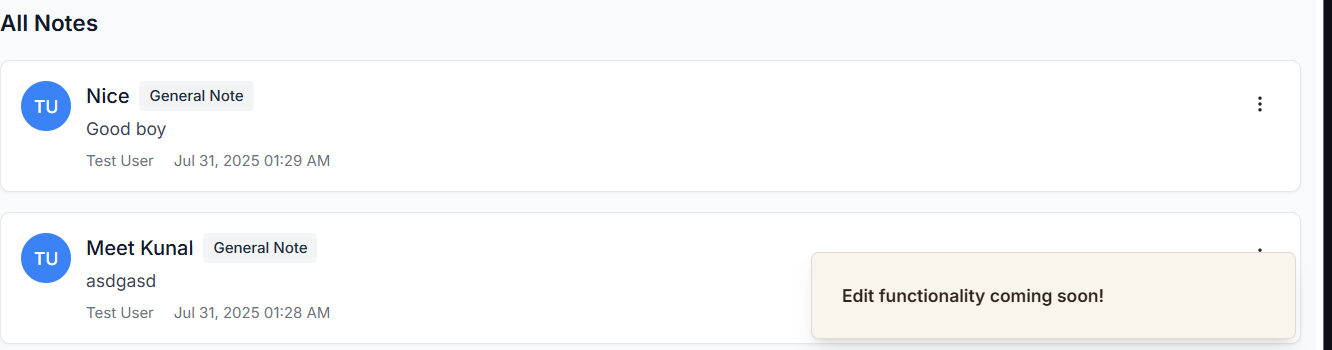 All Notes
TU
Nice
General Note
Good boy
Test User
Jul 31, 2025 01:29 AM
TU
Meet Kunal
General Note
asdgasd
Test User
Jul 31, 2025 01:28 AM
Edit functionality coming soon!